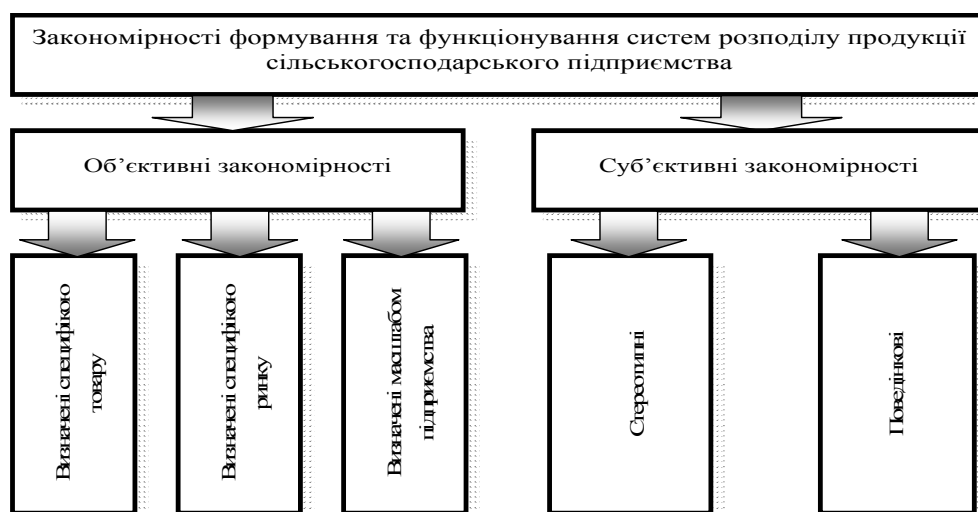 Закономірності формування та функціонування систем розподілу продукції
сільськогосподарського підприємства
Об’єктивні закономірності
Суб’єктивні закономірності
Визначені специфікою
товару
Визначені специфікою
ринку
Визначені масштабом
підприємства
Стереотипні
Поведінкові